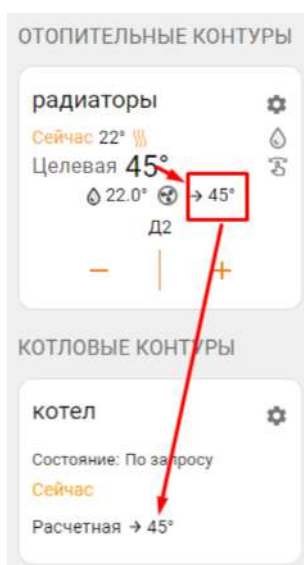 ОТОПИТЕЛЬНЫЕ КОНТУРЫ
радиаторы
Сейчас 22°
Целевая 45°
22.0° → 45°
Д2
− +
КОТЛОВЫЕ КОНТУРЫ
котел
Состояние: По запросу
Сейчас
Расчетная → 45°